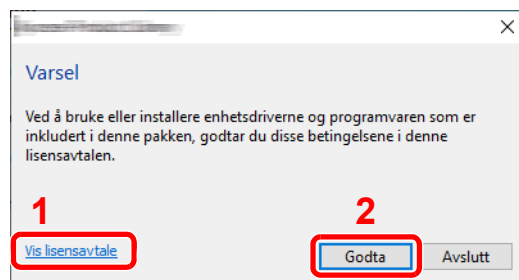 Varsel
Ved å bruke eller installere enhetsdriverne og programvaren som er
inkludert i denne pakken, godtar du disse betingelsene i denne
lisensavtalen.
1
2
Vis lisensavtale
Godta
Avslutt